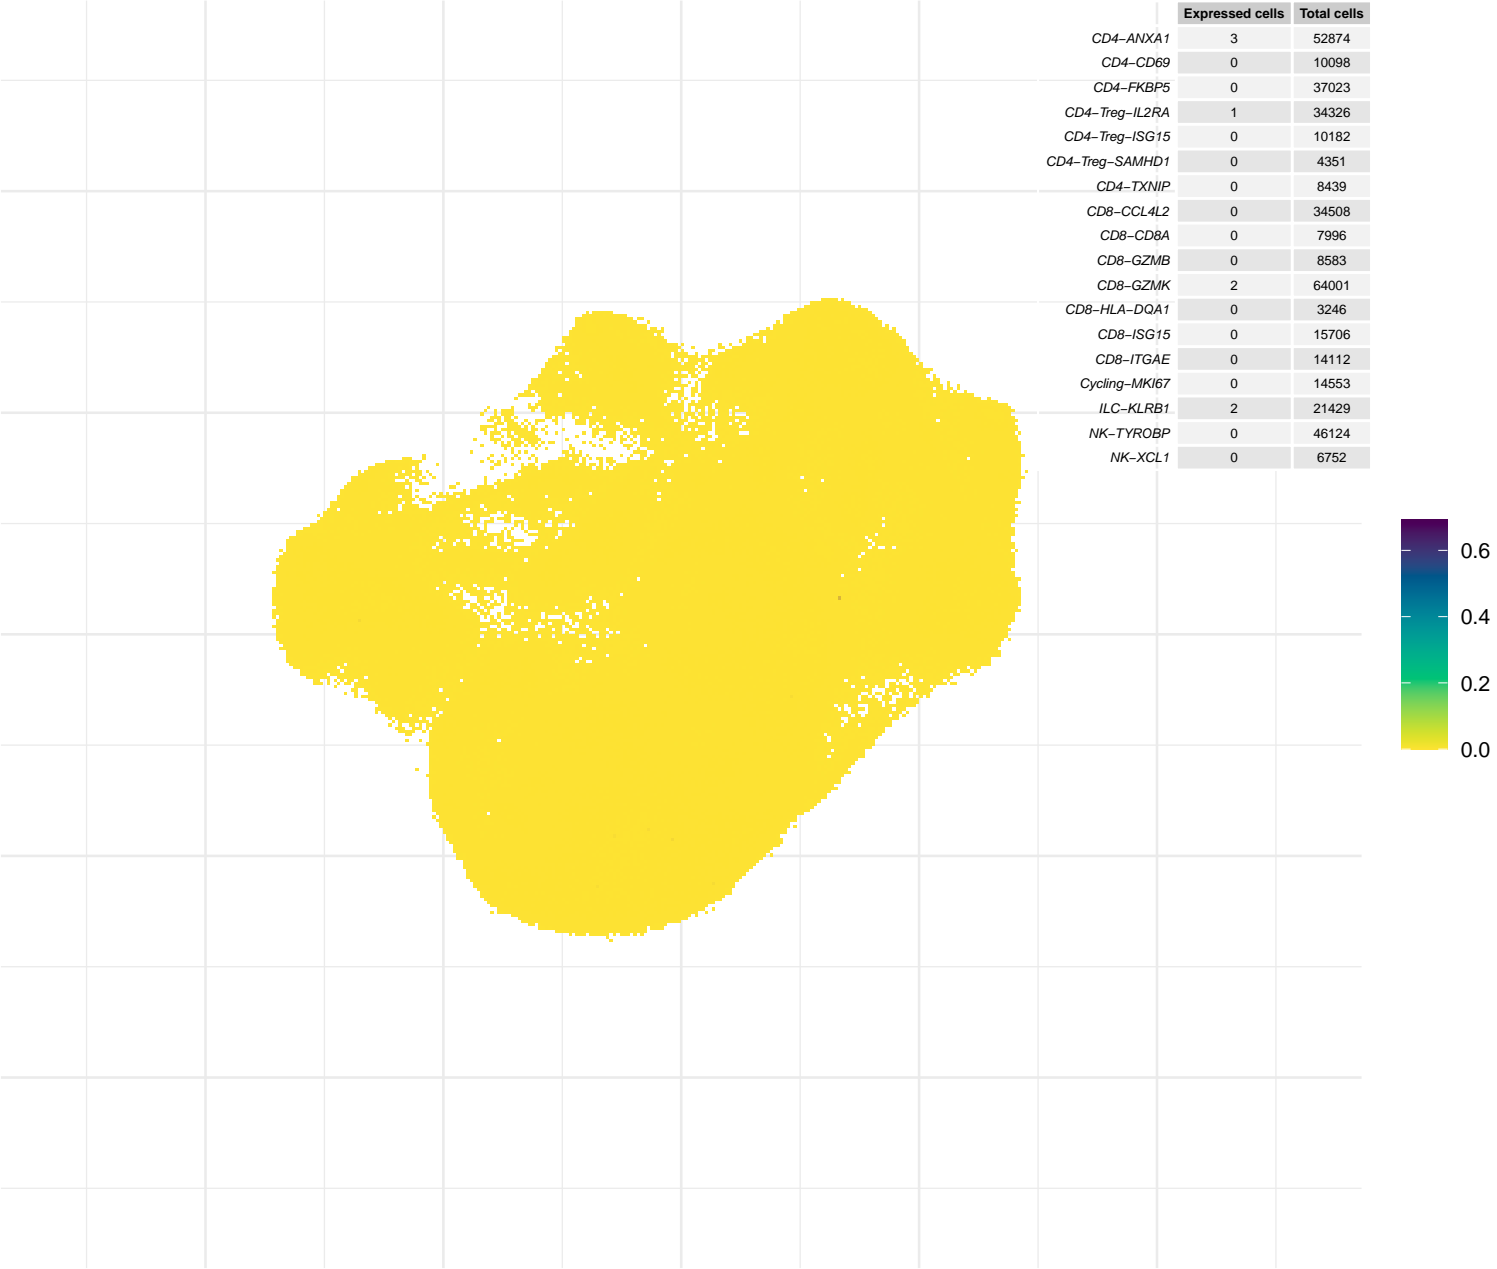 Expressed cells Total cells
CD4−ANXA1 3 52874
CD4−CD69 0 10098
CD4−FKBP5 0 37023
CD4−Treg−IL2RA 1 34326
CD4−Treg−ISG15 0 10182
CD4−Treg−SAMHD1 0 4351
CD4−TXNIP 0 8439
CD8−CCL4L2 0 34508
CD8−CD8A 0 7996
CD8−GZMB 0 8583
CD8−GZMK 2 64001
CD8−HLA−DQA1 0 3246
CD8−ISG15 0 15706
CD8−ITGAE 0 14112
Cycling−MKI67 0 14553
ILC−KLRB1 2 21429
NK−TYROBP 0 46124
NK−XCL1 0 6752
0.6
0.4
0.2
0.0